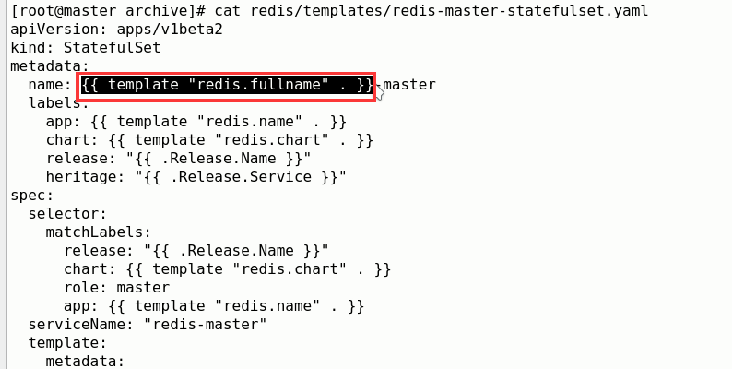 [root@master archive]# cat redis/templates/redis-master-statefulset.yaml
apiVersion: apps/v1beta2
kind: StatefulSet
metadata:
  name: {{ template "redis.fullname" . }}-master
  labels:
    app: {{ template "redis.name" . }}
    chart: {{ template "redis.chart" . }}
    release: "{{ .Release.Name }}"
    heritage: "{{ .Release.Service }}"
spec:
  selector:
    matchLabels:
      release: "{{ .Release.Name }}"
      chart: {{ template "redis.chart" . }}
      role: master
      app: {{ template "redis.name" . }}
  serviceName: "redis-master"
  template:
    metadata: